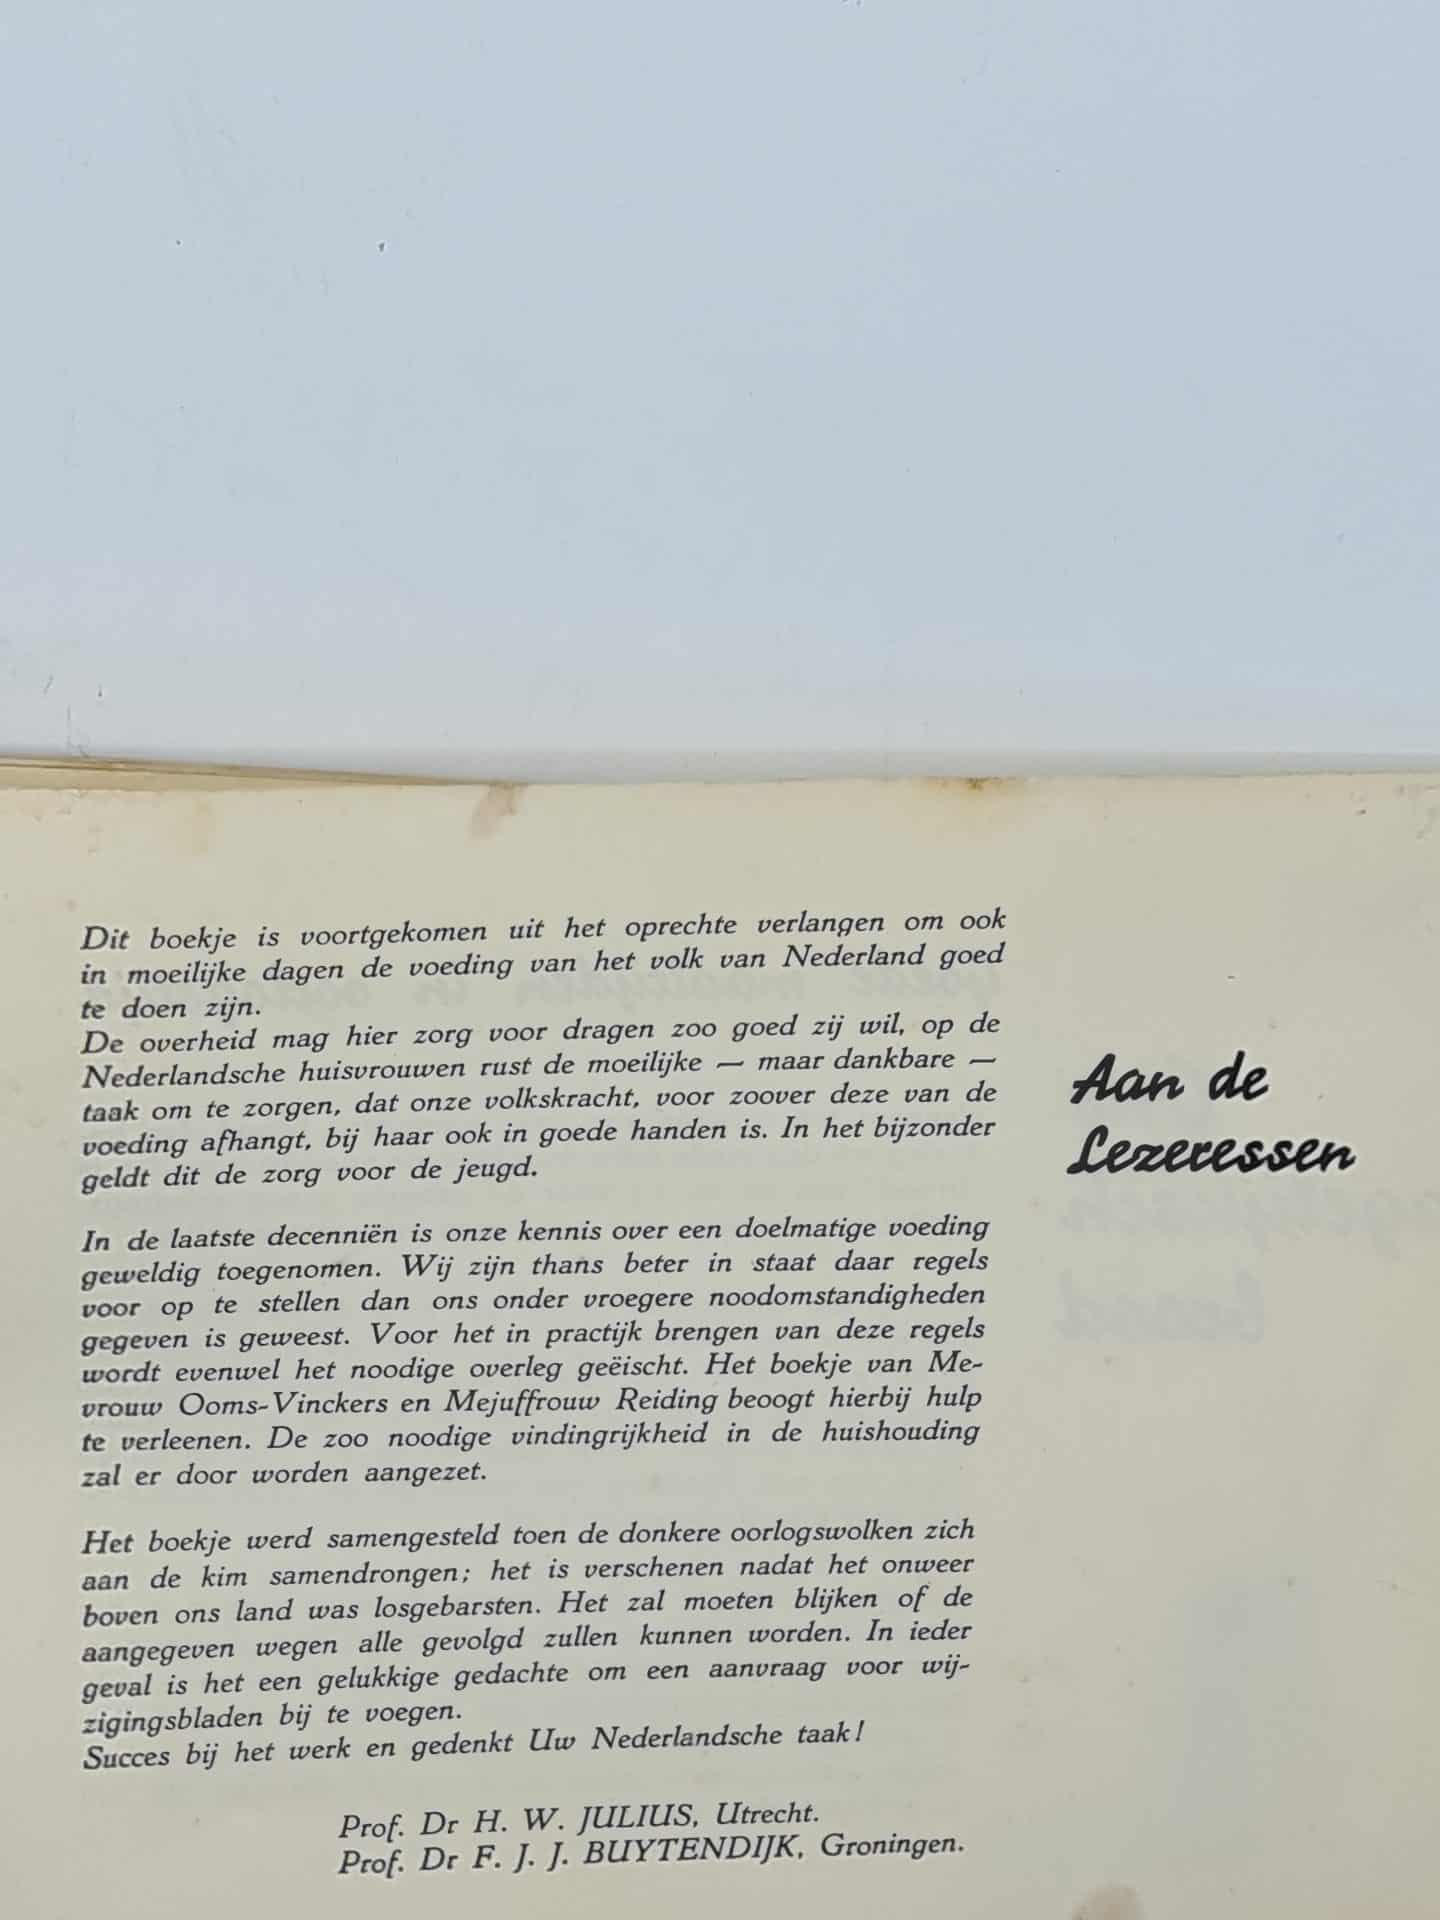 Dit boekje is voortgekomen uit het oprechte verlangen om ook
in moeilijke dagen de voeding van het volk van Nederland goed
te doen zijn.
De overheid mag hier zorg voor dragen zoo goed zij wil, op de
Nederlandsche huisvrouwen rust de moeilijke — maar dankbare —
taak om te zorgen, dat onze volkskracht, voor zoover deze van de
voeding afhangt, bij haar ook in goede handen is. In het bijzonder
geldt dit de zorg voor de jeugd.
In de laatste decenniën is onze kennis over een doelmatige voeding
geweldig toegenomen. Wij zijn thans beter in staat daar regels
voor op te stellen dan ons onder vroegere noodomstandigheden
gegeven is geweest. Voor het in practijk brengen van deze regels
wordt evenwel het noodige overleg geëischt. Het boekje van Me-
vrouw Ooms-Vinckers en Mejuffrouw Reiding beoogt hierbij hulp
te verleenen. De zoo noodige vindingrijkheid in de huishouding
zal er door worden aangezet.
Het boekje werd samengesteld toen de donkere oorlogswolken zich
aan de kim samendrongen; het is verschenen nadat het onweer
boven ons land was losgebarsten. Het zal moeten blijken of de
aangegeven wegen alle gevolgd zullen kunnen worden. In ieder
geval is het een gelukkige gedachte om een aanvraag voor wij-
zigingsbladen bij te voegen.
Succes bij het werk en gedenkt Uw Nederlandsche taak!
Prof. Dr H. W. JULIUS, Utrecht.
Prof. Dr F. J. J. BUYTENDIJK, Groningen.
Aan de
Lezeressen